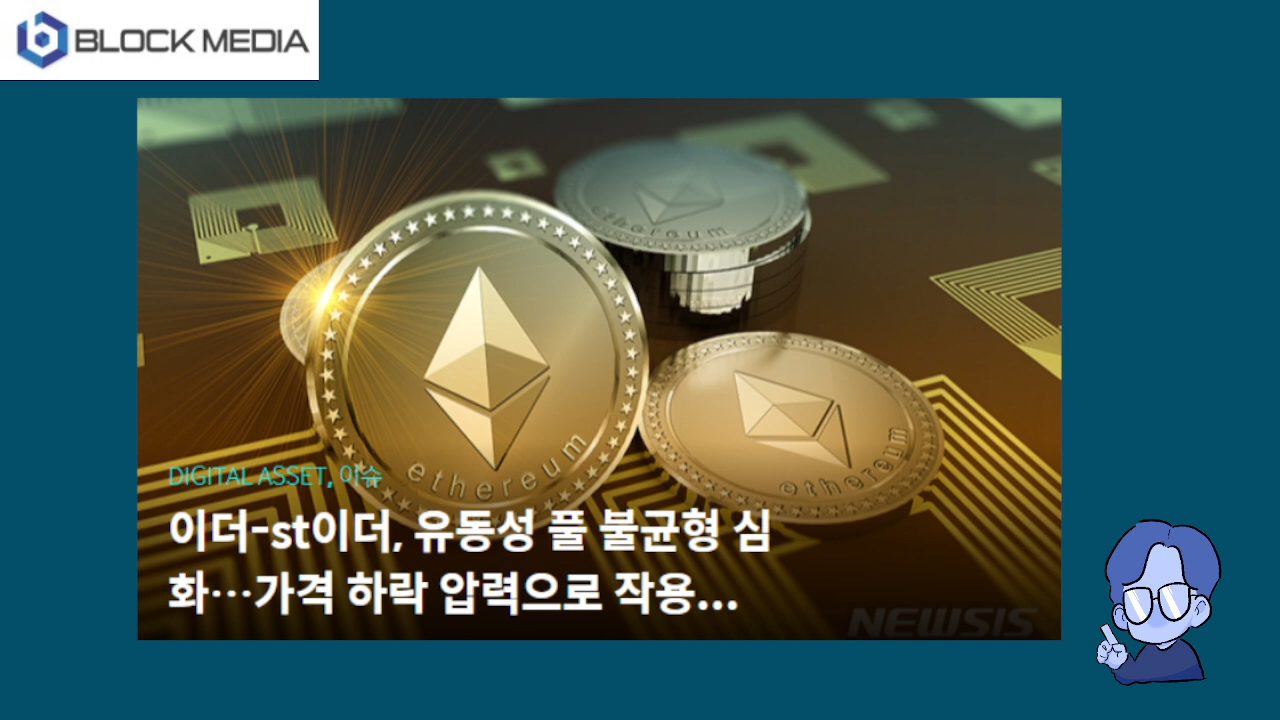 BLOCK MEDIA
ethereum
ethereum
ethereum
DIGITAL ASSET, 이슈
이더-st이더, 유동성 풀 불균형 심
화…가격 하락 압력으로 작용...
NEWSIS